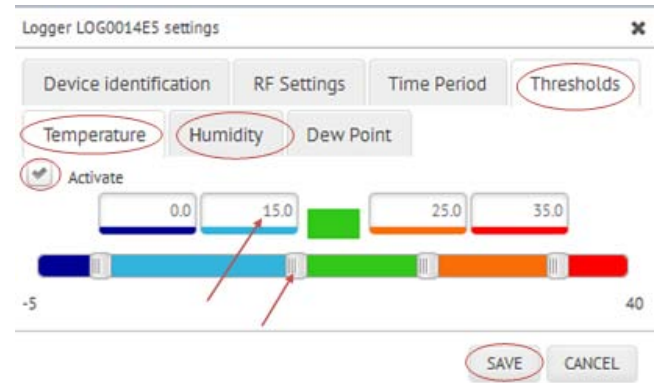 Logger LOG0014E5 settings
Device identification RF Settings Time Period Thresholds
Temperature Humidity Dew Point
Activate
0.0 15.0 25.0 35.0
-5 40
SAVE CANCEL